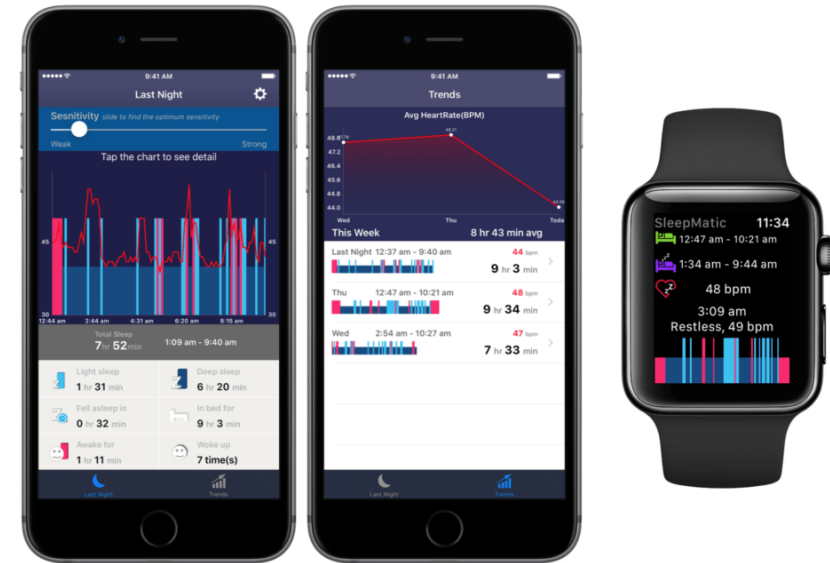 9:41 AM
Last Night
Sesnitivity slide to find the optimum sensitivity
Weak Strong
Tap the chart to see detail
45 45
30 30
12:44 am 2:44 am 4:31 am 6:20 am 8:15 am
Total Sleep
7hr 52min 1:09 am - 9:40 am
Light sleep
1 hr 31 min
Deep sleep
6 hr 20 min
Fell asleep in
0 hr 32 min
In bed for
9 hr 3 min
Awake for
1 hr 11 min
Woke up
7 time(s)
Last Night Trends
9:41 AM
Trends
Avg HeartRate(BPM)
48.0
47.2
46.4
45.6
44.8
44.0
48.21
Wed Thu Toda
This Week 8 hr 43 min avg
Last Night 12:37 am - 9:40 am 44 bpm
9 hr 3 min
Thu 12:47 am - 10:21 am 48 bpm
9 hr 34 min
Wed 2:54 am - 10:27 am 47 bpm
7 hr 33 min
Last Night Trends
SleepMatic 11:34
12:47 am - 10:21 am
1:34 am - 9:44 am
48 bpm
3:09 am
Restless, 49 bpm